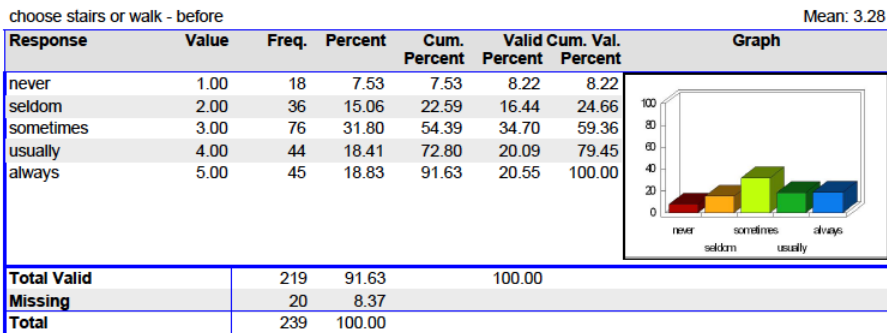 choose stairs or walk - before Mean: 3.28
Response Value Freq. Percent Cum. Percent Valid Percent Cum. Val. Percent Graph
never 1.00 18 7.53 7.53 8.22 8.22
seldom 2.00 36 15.06 22.59 16.44 24.66
sometimes 3.00 76 31.80 54.39 34.70 59.36
usually 4.00 44 18.41 72.80 20.09 79.45
always 5.00 45 18.83 91.63 20.55 100.00
100
80
60
40
20
0
never sometimes always
seldom usually
Total Valid 219 91.63 100.00
Missing 20 8.37
Total 239 100.00